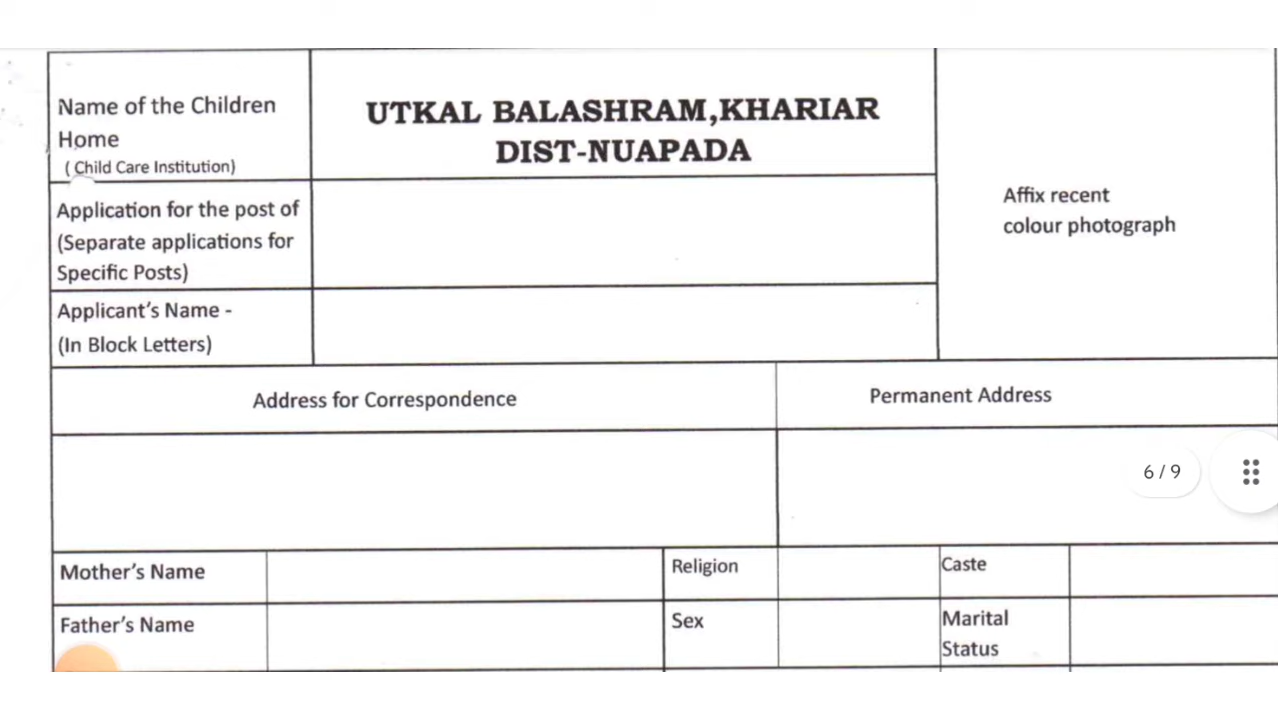 Name of the Children
Home
( Child Care Institution)
UTKAL BALASHRAM,KHARIAR
DIST-NUAPADA
Affix recent
colour photograph
Application for the post of
(Separate applications for
Specific Posts)
Applicant's Name -
(In Block Letters)
Address for Correspondence
Permanent Address
6 / 9
Mother's Name
Religion
Caste
Father's Name
Sex
Marital
Status